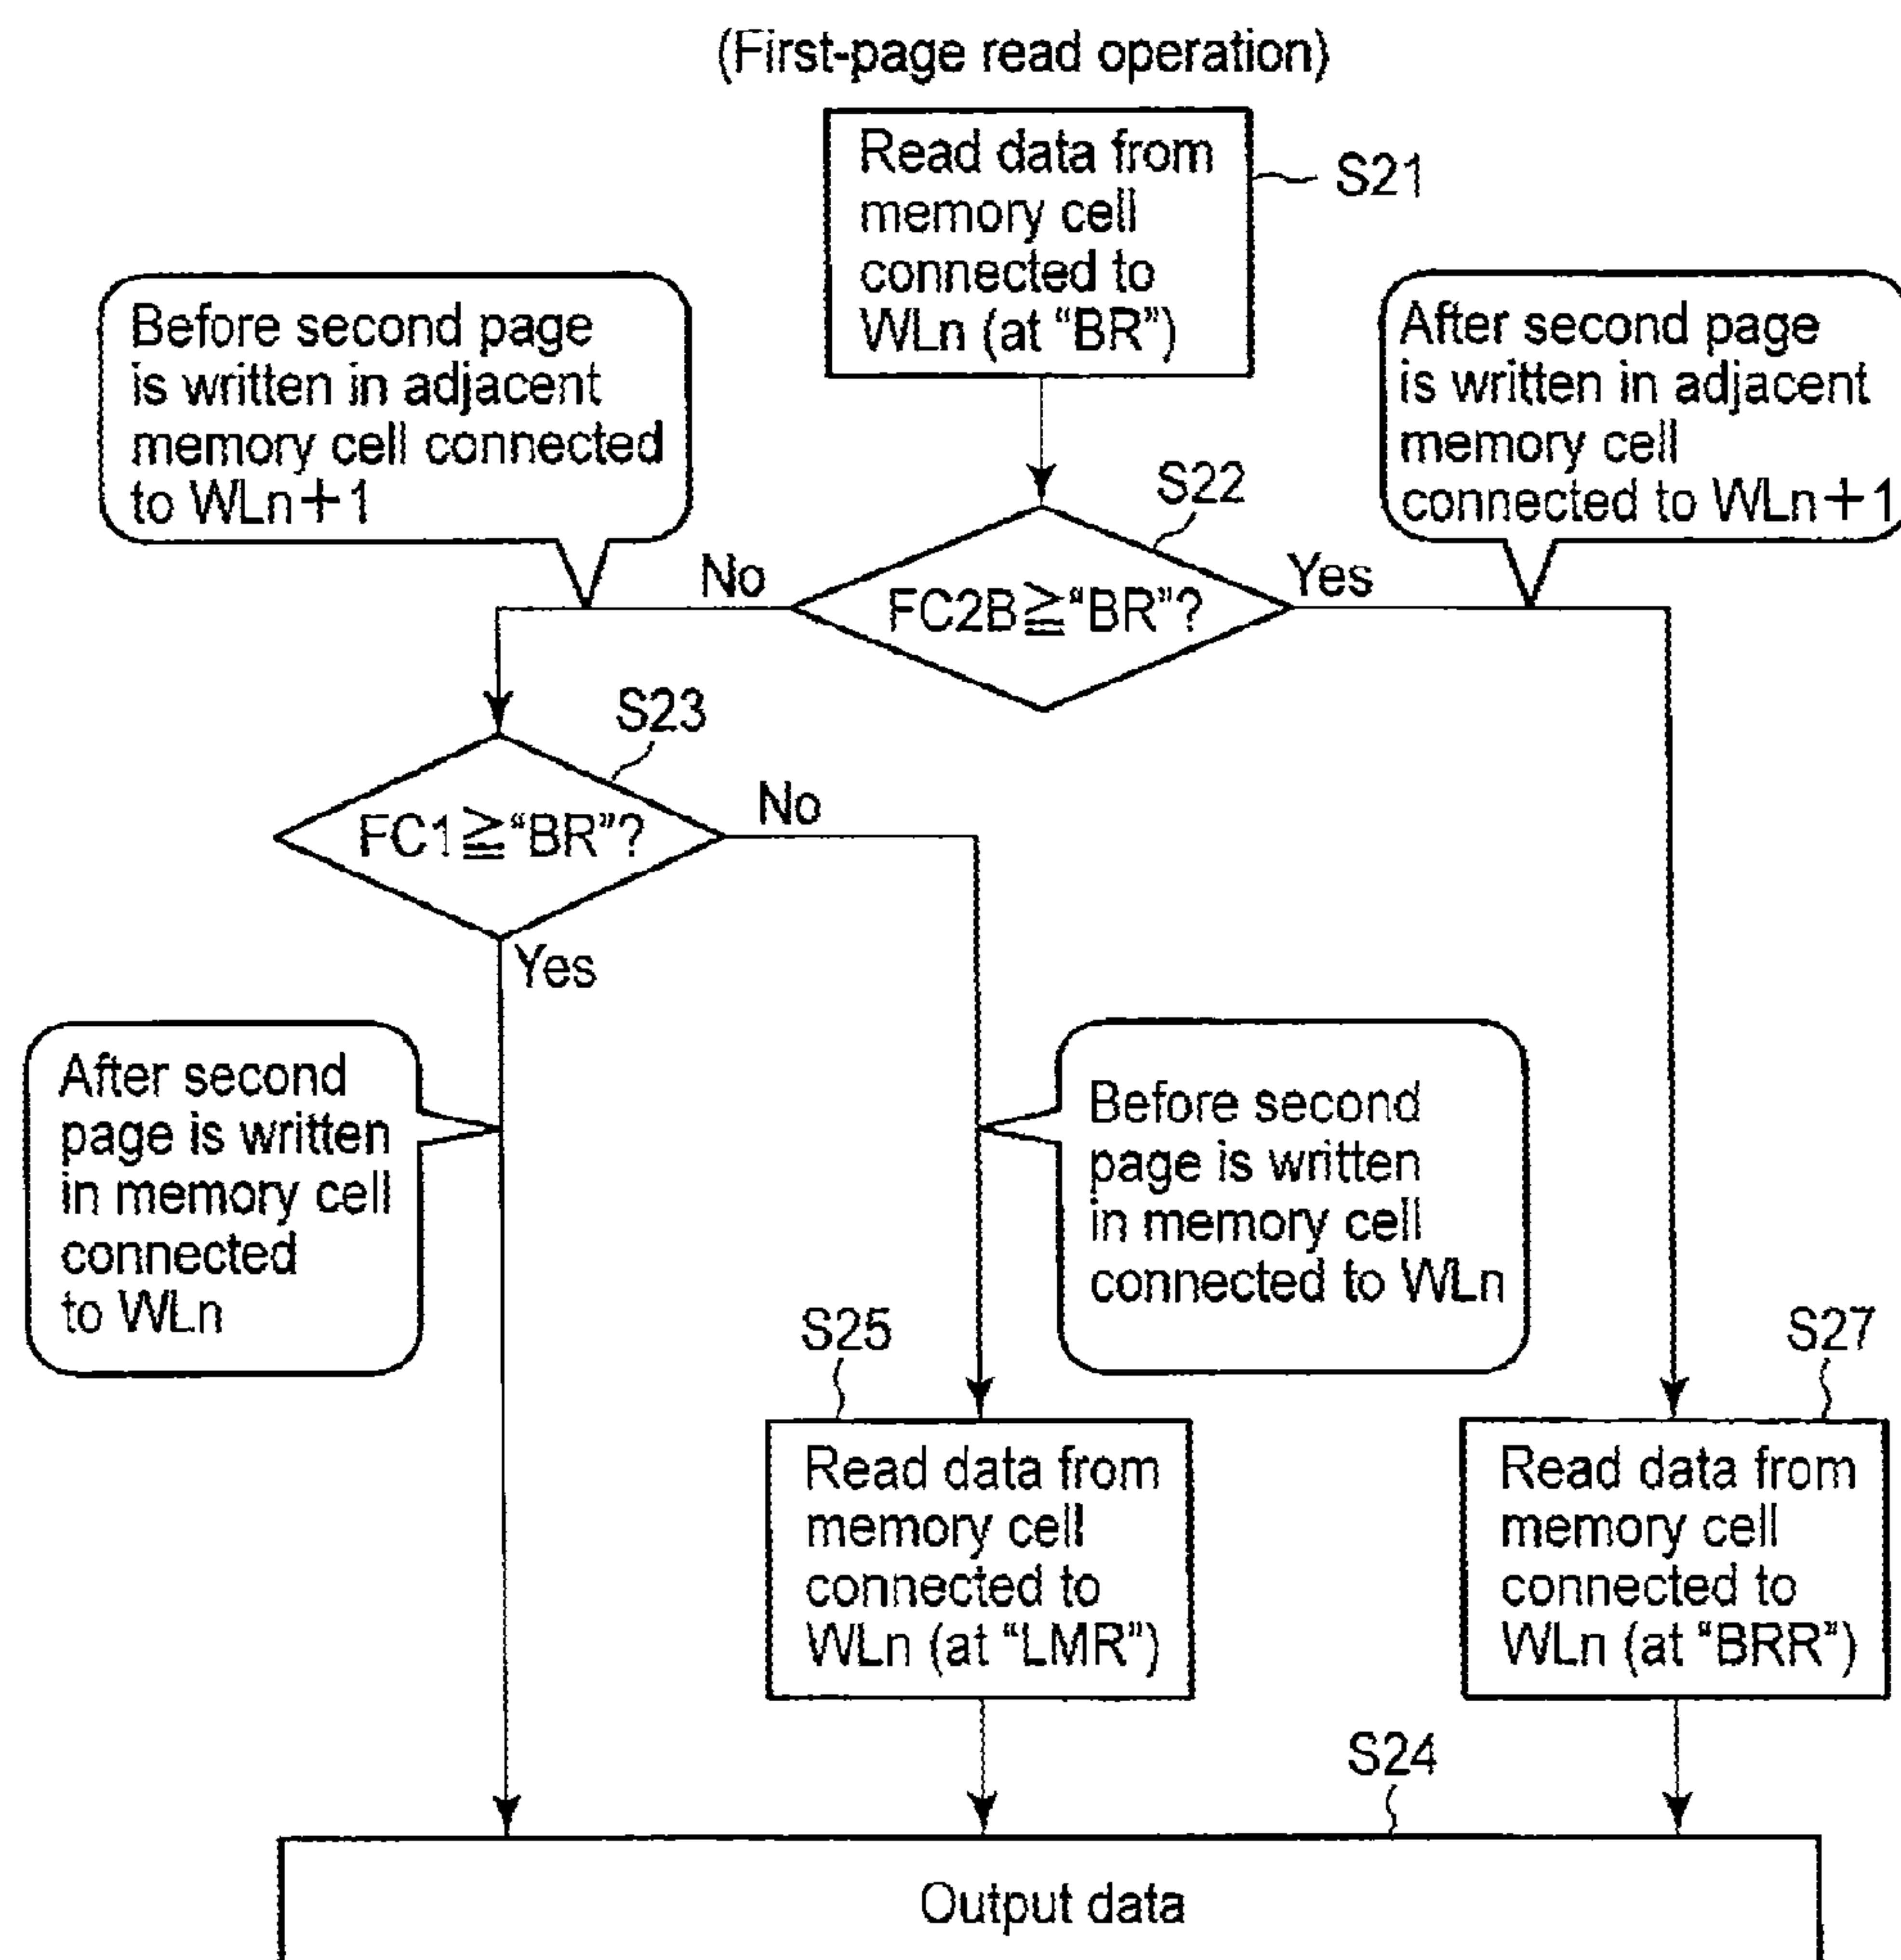 (First-page read operation)
Read data from
memory cell
connected to
WLn (at “BR”)
S21
Before second page
is written in adjacent
memory cell connected
to WLn+1
After second page
is written in adjacent
memory cell
connected to WLn+1
S22
No
FC2B≧“BR”?
Yes
S23
FC1≧“BR”?
No
Yes
After second
page is written
in memory cell
connected
to WLn
Before second
page is written
in memory cell
connected to WLn
S25
Read data from
memory cell
connected to
WLn (at “LMR”)
S27
Read data from
memory cell
connected to
WLn (at “BRR”)
S24
Output data